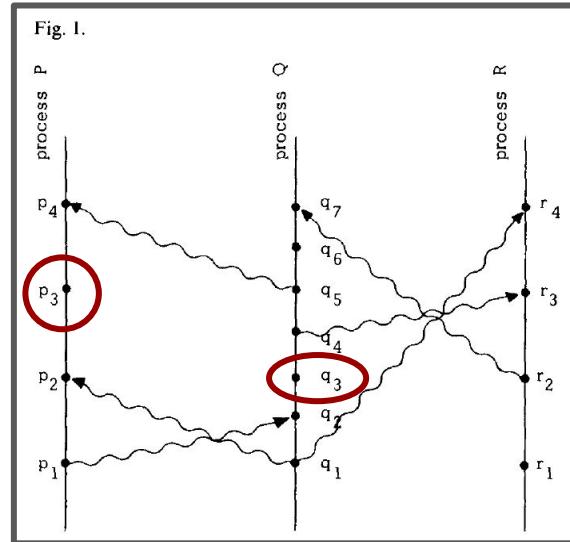 Fig. 1.
process P
process Q
process R
p4 q7 r4
q6
p3 q5 r3
q4
p2 q3 r2
q2
p1 q1 r1